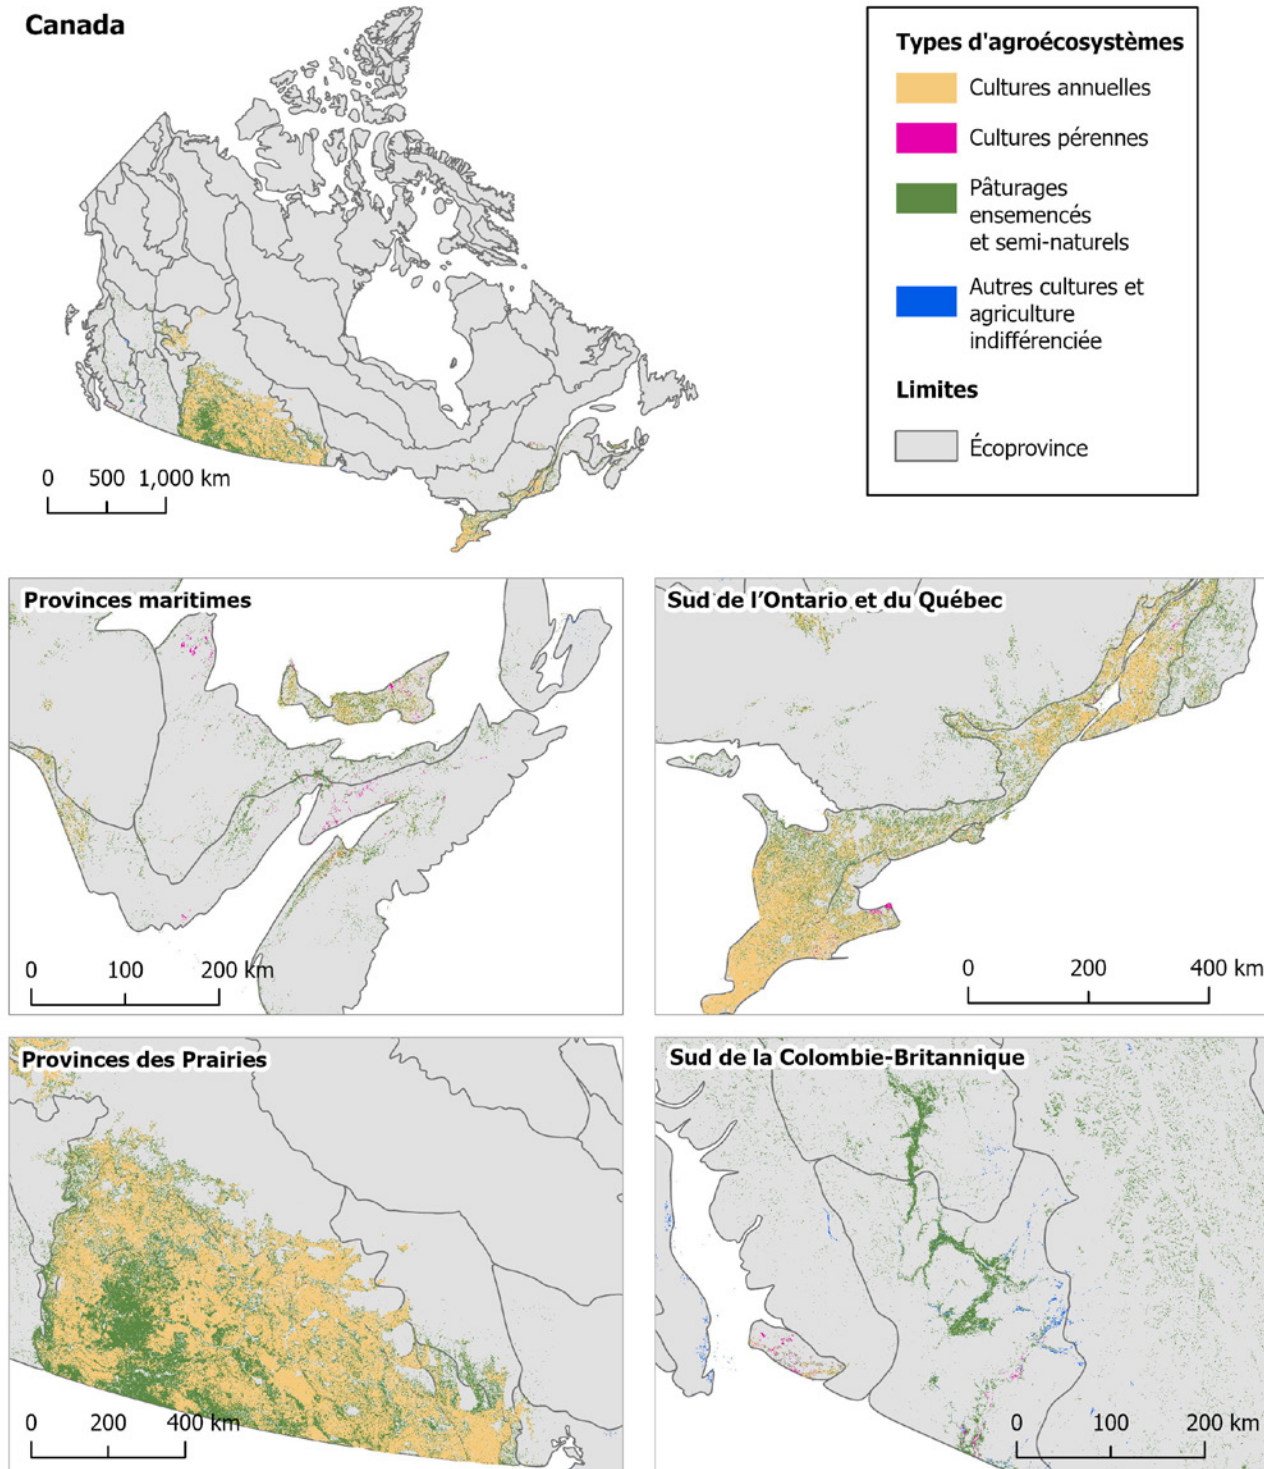 Canada
0 500 1,000 km
Types d'agroécosystèmes
Cultures annuelles
Cultures pérennes
Pâturages
ensemencés
et semi-naturels
Autres cultures et
agriculture
indifférenciée
Limites
Écoprovince
Provinces maritimes
0 100 200 km
Sud de l’Ontario et du Québec
0 200 400 km
Provinces des Prairies
0 200 400 km
Sud de la Colombie-Britannique
0 100 200 km